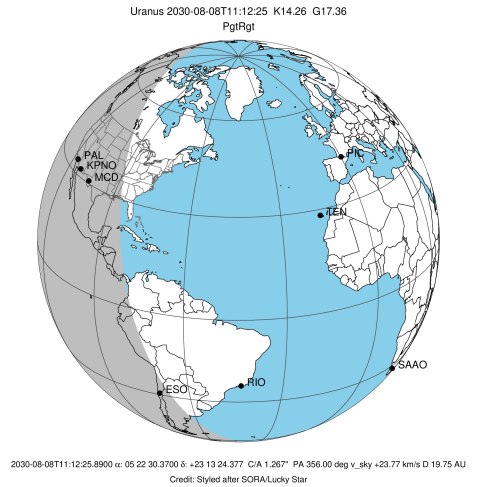 Uranus 2030-08-08T11:12:25 K14.26 G17.36
PgtRgt
PAL
KPNO
MCD
PIC
TEN
SAAO
RIO
ESO
2030-08-08T11:12:25.8900 α: 05 22 30.3700 δ: +23 13 24.377 C/A 1.267" PA 356.00 deg v_sky +23.77 km/s D 19.75 AU
Credit: Styled after SORA/Lucky Star